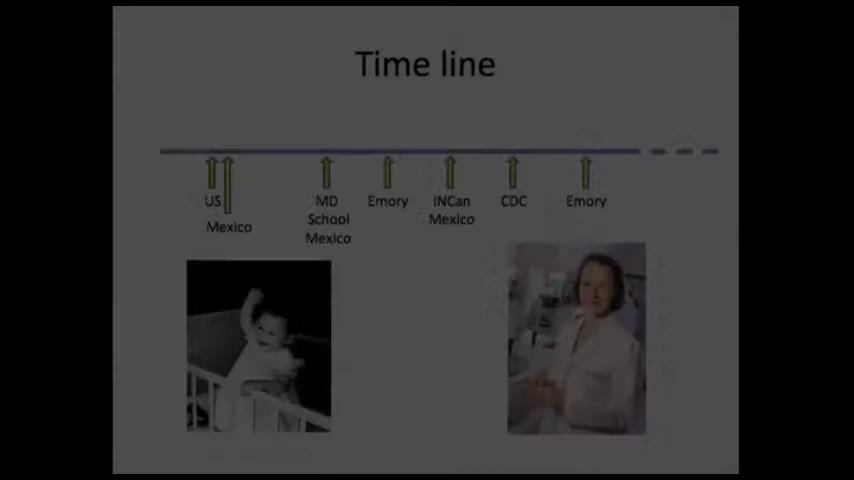 Time line
US
Mexico
MD
School
Mexico
Emory
INCan
Mexico
CDC
Emory